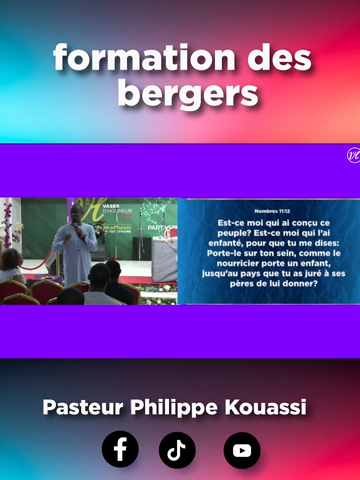 formation des
bergers
VASES
D'HONNEUR
Nombres 11:12
Est-ce moi qui ai conçu ce
peuple? Est-ce moi qui l'ai
enfanté, pour que tu me dises:
Porte-le sur ton sein, comme le
nourricier porte un enfant,
jusqu'au pays que tu as juré à ses
pères de lui donner?
Pasteur Philippe Kouassi